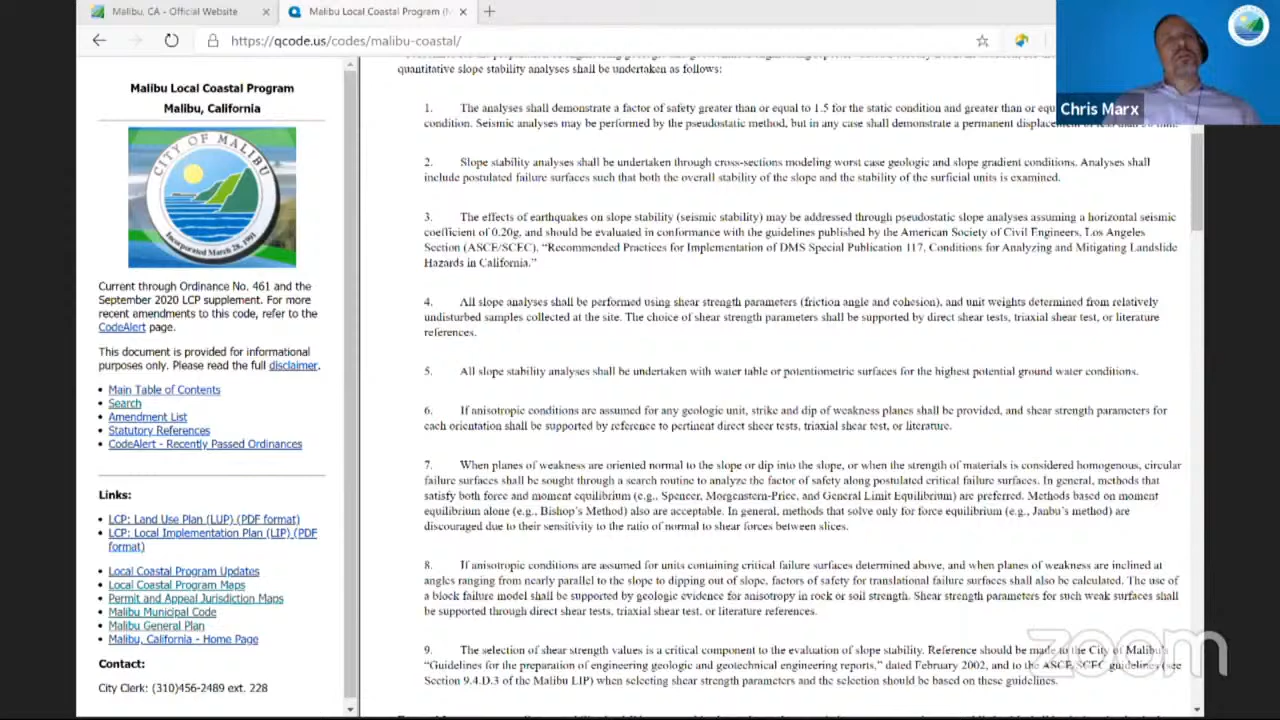 Malibu, CA - Official Website
Malibu Local Coastal Program (M
https://qcode.us/codes/malibu-coastal/
Chris Marx
Malibu Local Coastal Program
Malibu, California
CITY OF MALIBU
Incorporated March 28, 1991
Current through Ordinance No. 461 and the
September 2020 LCP supplement. For more
recent amendments to this code, refer to the
CodeAlert page.
This document is provided for informational
purposes only. Please read the full disclaimer.
• Main Table of Contents
• Search
• Amendment List
• Statutory References
• CodeAlert - Recently Passed Ordinances
Links:
• LCP: Land Use Plan (LUP) (PDF format)
• LCP: Local Implementation Plan (LIP) (PDF
format)
• Local Coastal Program Updates
• Local Coastal Program Maps
• Permit and Appeal Jurisdiction Maps
• Malibu Municipal Code
• Malibu General Plan
• Malibu, California - Home Page
Contact:
City Clerk: (310)456-2489 ext. 228
quantitative slope stability analyses shall be undertaken as follows:
1. The analyses shall demonstrate a factor of safety greater than or equal to 1.5 for the static condition and greater than or equ
condition. Seismic analyses may be performed by the pseudostatic method, but in any case shall demonstrate a permanent displacem
2. Slope stability analyses shall be undertaken through cross-sections modeling worst case geologic and slope gradient conditions. Analyses shall
include postulated failure surfaces such that both the overall stability of the slope and the stability of the surficial units is examined.
3. The effects of earthquakes on slope stability (seismic stability) may be addressed through pseudostatic slope analyses assuming a horizontal seismic
coefficient of 0.20g, and should be evaluated in conformance with the guidelines published by the American Society of Civil Engineers, Los Angeles
Section (ASCE/SCEC), “Recommended Practices for Implementation of DMS Special Publication 117, Conditions for Analyzing and Mitigating Landslide
Hazards in California.”
4. All slope analyses shall be performed using shear strength parameters (friction angle and cohesion), and unit weights determined from relatively
undisturbed samples collected at the site. The choice of shear strength parameters shall be supported by direct shear tests, triaxial shear test, or literature
references.
5. All slope stability analyses shall be undertaken with water table or potentiometric surfaces for the highest potential ground water conditions.
6. If anisotropic conditions are assumed for any geologic unit, strike and dip of weakness planes shall be provided, and shear strength parameters for
each orientation shall be supported by reference to pertinent direct sheer tests, triaxial shear test, or literature.
7. When planes of weakness are oriented normal to the slope or dip into the slope, or when the strength of materials is considered homogenous, circular
failure surfaces shall be sought through a search routine to analyze the factor of safety along postulated critical failure surfaces. In general, methods that
satisfy both force and moment equilibrium (e.g., Spencer, Morgenstern-Price, and General Limit Equilibrium) are preferred. Methods based on moment
equilibrium alone (e.g., Bishop’s Method) also are acceptable. In general, methods that solve only for force equilibrium (e.g., Janbu’s method) are
discouraged due to their sensitivity to the ratio of normal to shear forces between slices.
8. If anisotropic conditions are assumed for units containing critical failure surfaces determined above, and when planes of weakness are inclined at
angles ranging from nearly parallel to the slope to dipping out of slope, factors of safety for translational failure surfaces shall also be calculated. The use of
a block failure model shall be supported by geologic evidence for anisotropy in rock or soil strength. Shear strength parameters for such weak surfaces shall
be supported through direct shear tests, triaxial shear test, or literature references.
9. The selection of shear strength values is a critical component to the evaluation of slope stability. Reference should be made to the City of Malibu’s
“Guidelines for the preparation of engineering geologic and geotechnical engineering reports,” dated February 2002, and to the ASCE/SCEC guidelines (see
Section 9.4.D.3 of the Malibu LIP) when selecting shear strength parameters and the selection should be based on these guidelines.
zoom